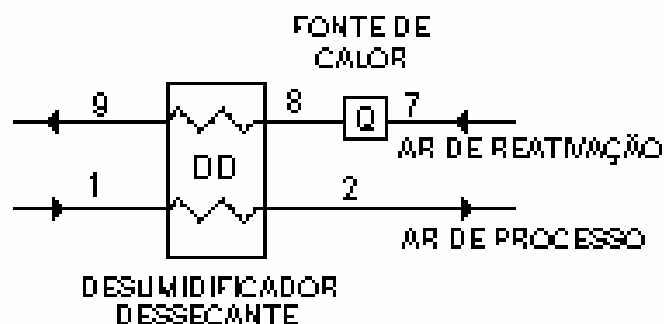 FONTE DE
CALOR
9
8
Q
7
AR DE REATIVAÇÃO
DD
1
2
AR DE PROCESSO
DESUMIDIFICADOR
DESSECANTE